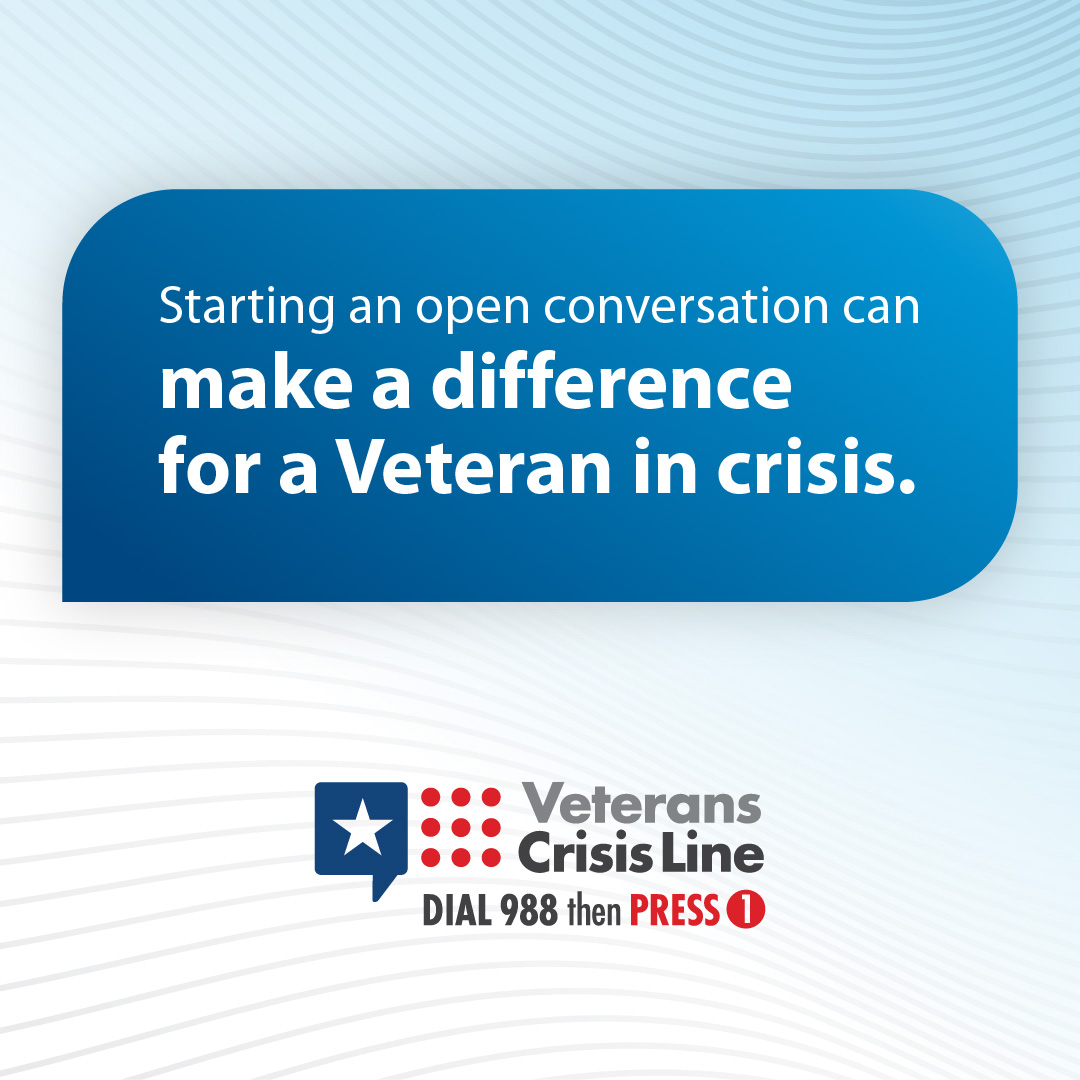 Starting an open conversation can
make a difference
for a Veteran in crisis.
Veterans
Crisis Line
DIAL 988 then PRESS 1